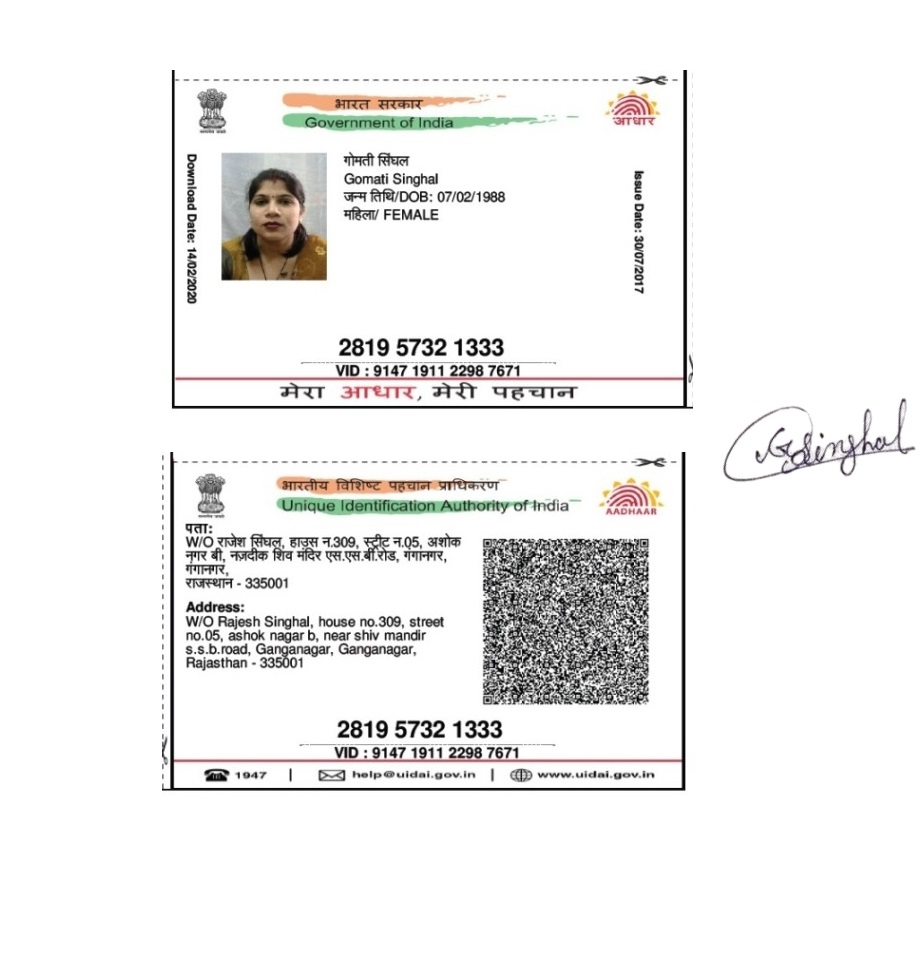 भारत सरकार
Government of India
आधार
Download Date: 14/02/2020
गोमती सिंघल
Gomati Singhal
जन्म तिथि/DOB: 07/02/1988
महिला/ FEMALE
Issue Date: 30/07/2017
2819 5732 1333
VID : 9147 1911 2298 7671
मेरा आधार, मेरी पहचान
G Singhal
भारतीय विशिष्ट पहचान प्राधिकरण
Unique Identification Authority of India
AADHAAR
पता:
W/O राजेश सिंघल, हाउस न.309, स्ट्रीट न.05, अशोक
नगर बी, नज़दीक शिव मंदिर एस.एस.बी.रोड, गंगानगर,
गंगानगर,
राजस्थान - 335001
Address:
W/O Rajesh Singhal, house no.309, street
no.05, ashok nagar b, near shiv mandir
s.s.b.road, Ganganagar, Ganganagar,
Rajasthan - 335001
2819 5732 1333
VID : 9147 1911 2298 7671
1947 | help@uidai.gov.in | www.uidai.gov.in